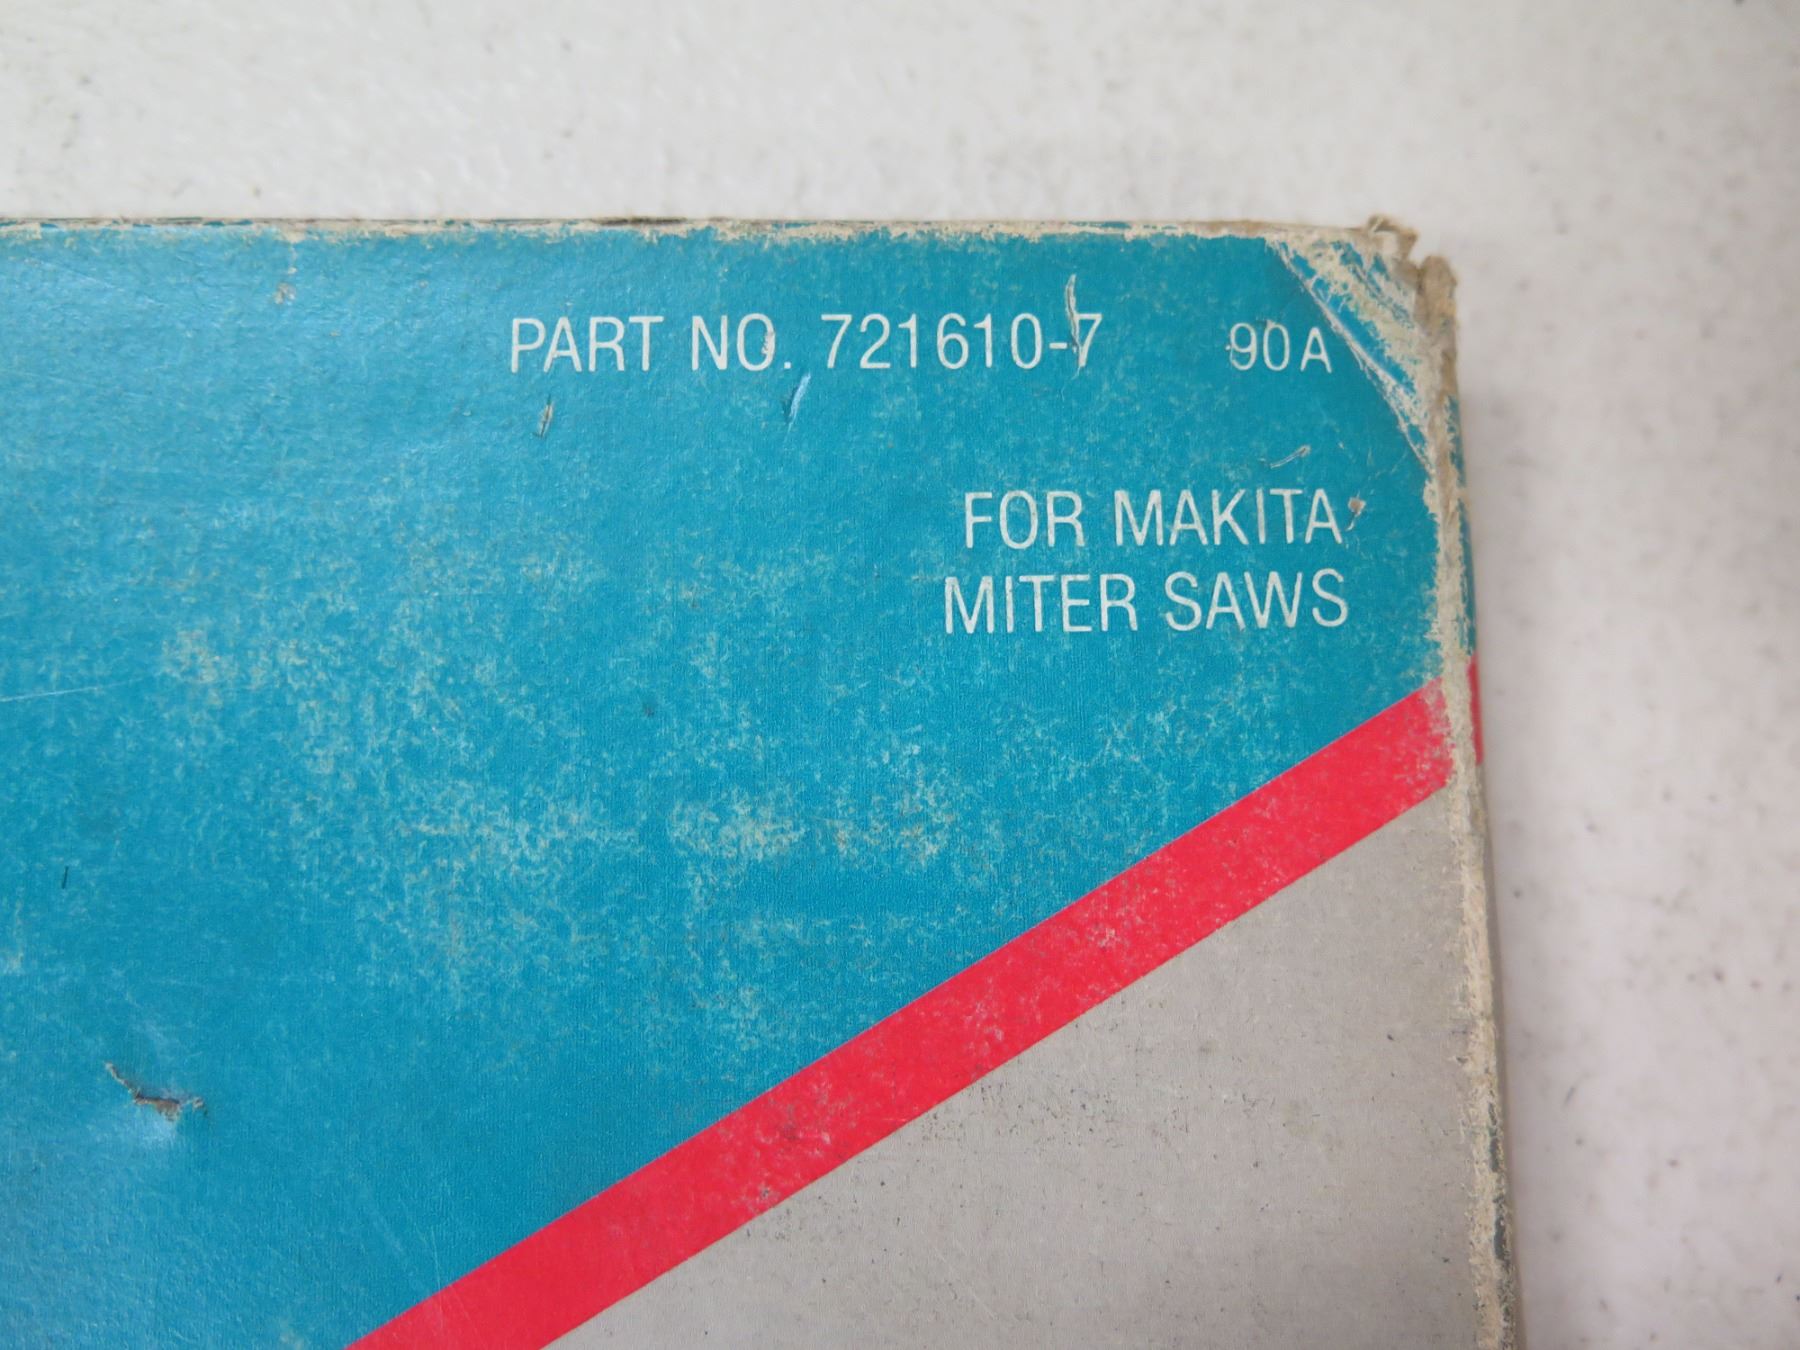 PART NO. 721610-7 90A
FOR MAKITA
MITER SAWS